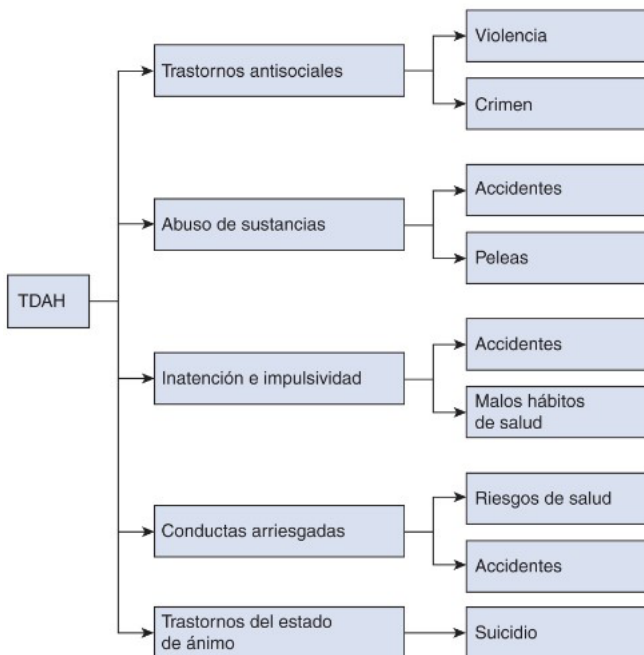 Violencia
Trastornos antisociales
Crimen
Accidentes
Abuso de sustancias
Peleas
TDAH
Accidentes
Inatención e impulsividad
Malos hábitos
de salud
Riesgos de salud
Conductas arriesgadas
Accidentes
Trastornos del estado
de ánimo
Suicidio